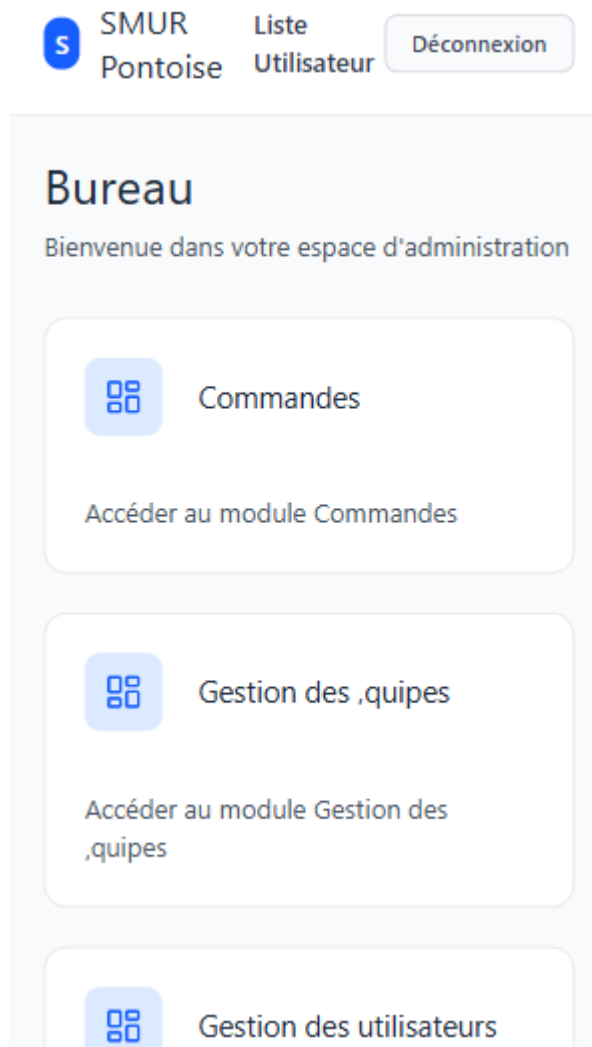 S
SMUR
Pontoise
Liste
Utilisateur
Déconnexion
Bureau
Bienvenue dans votre espace d'administration
Commandes
Accéder au module Commandes
Gestion des ,quipes
Accéder au module Gestion des
,quipes
Gestion des utilisateurs